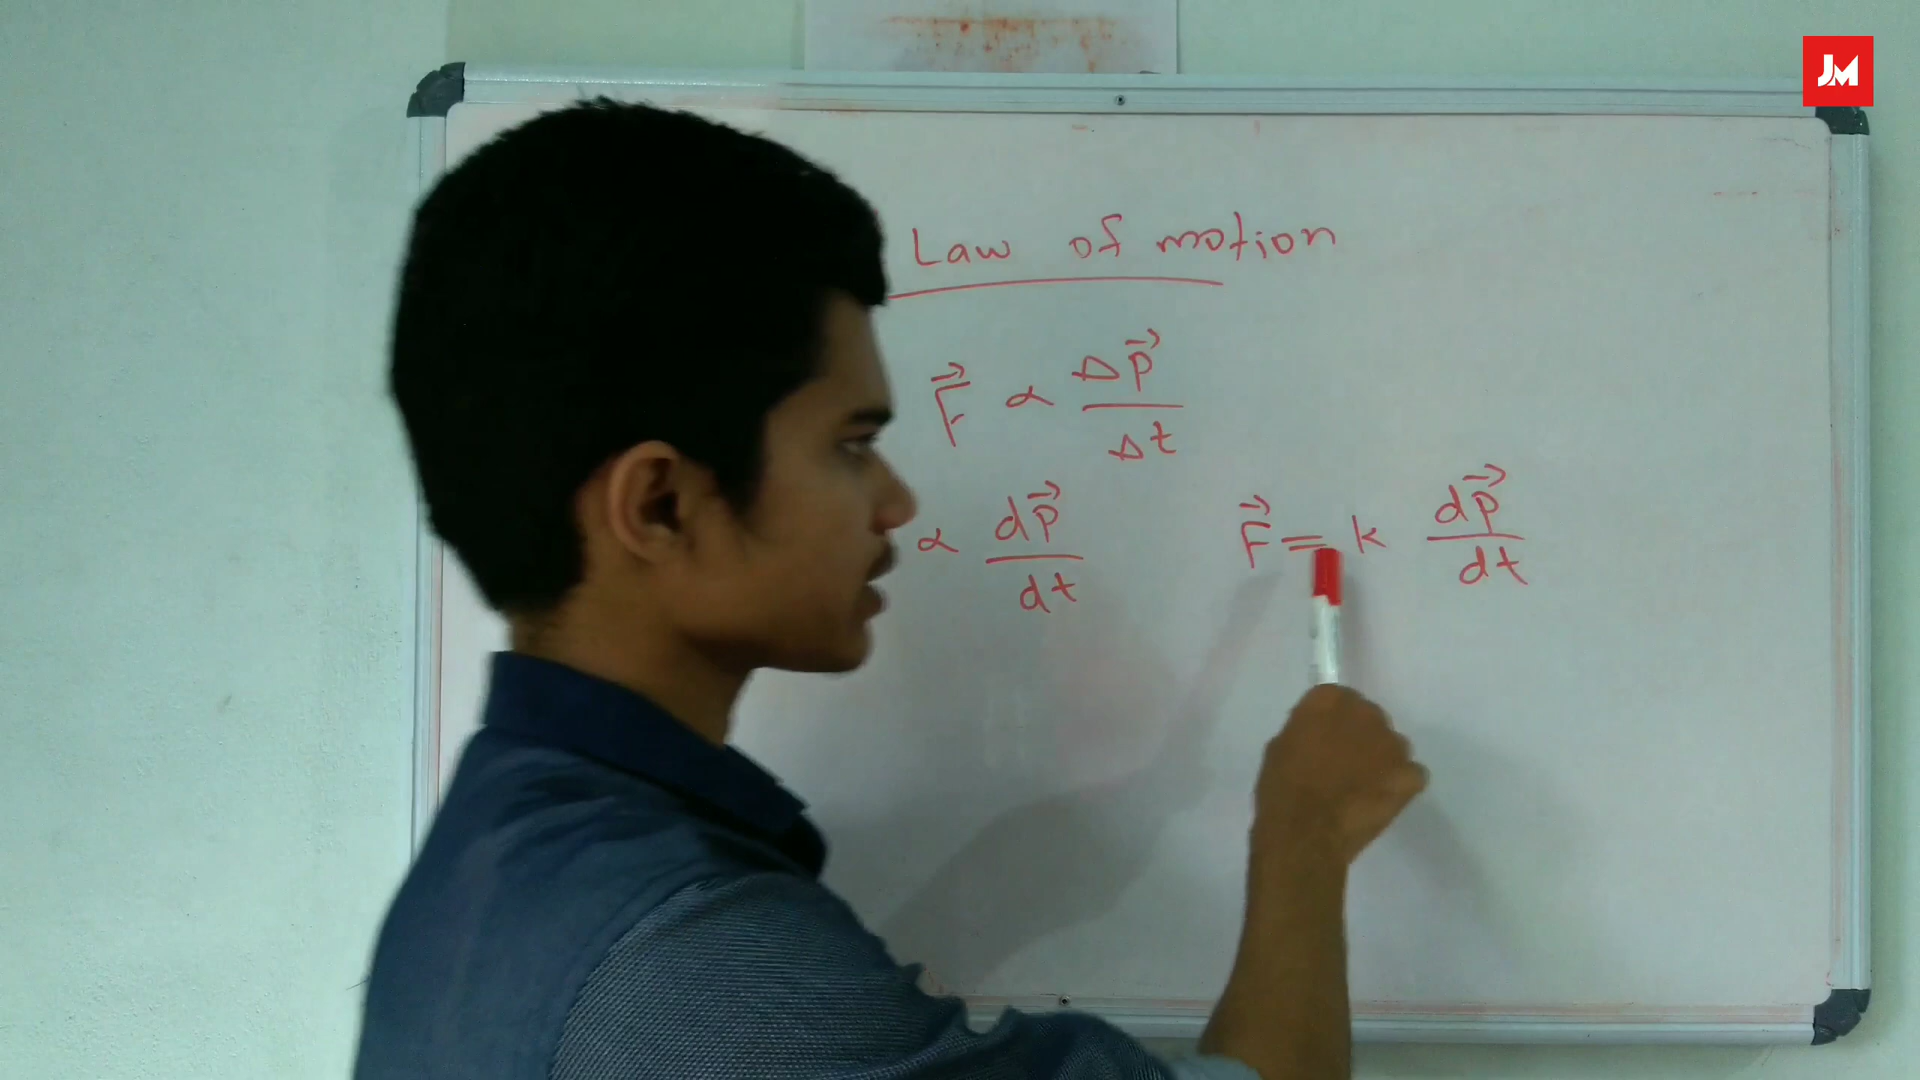 JM
Law of motion
F⃗ ∝ Δp⃗/Δt
∝ dp⃗/dt
F⃗ = k dp⃗/dt